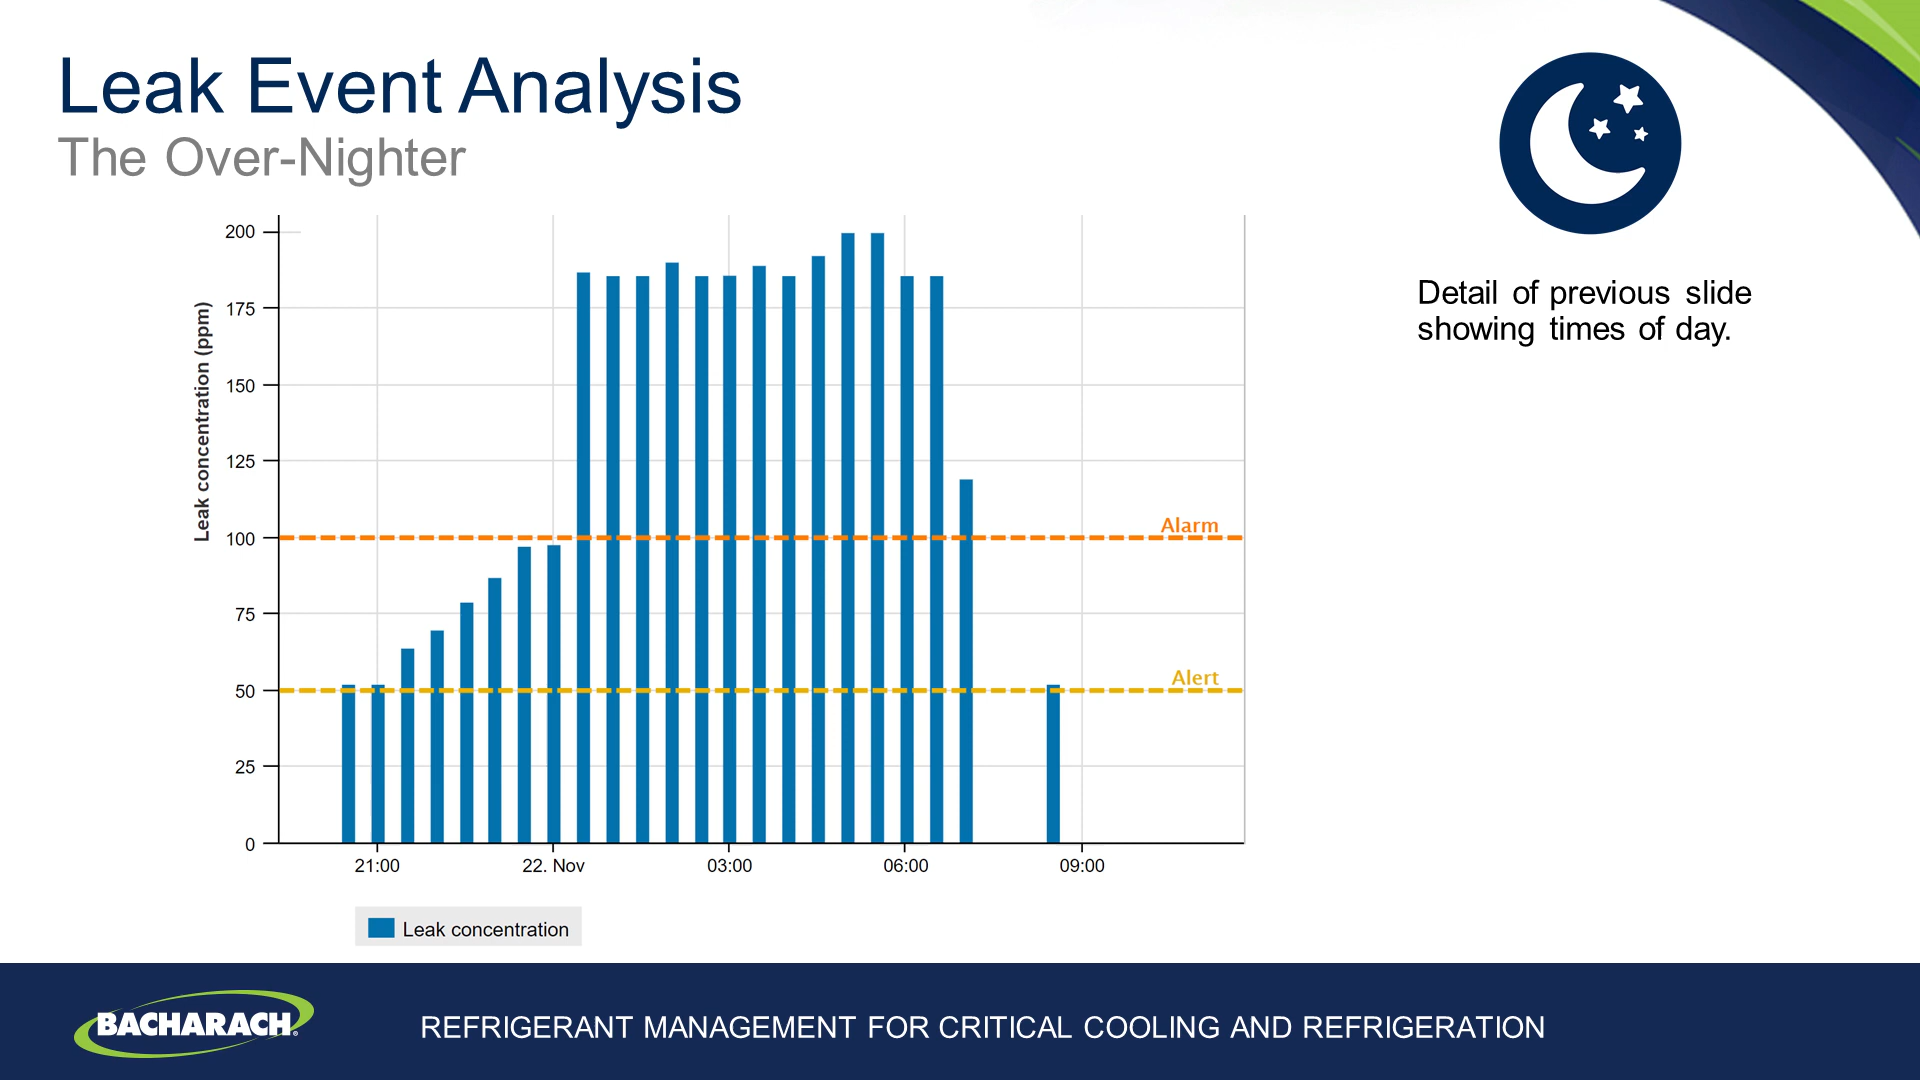 Leak Event Analysis
The Over-Nighter
Detail of previous slide
showing times of day.
Leak concentration (ppm)
200
175
150
125
100
75
50
25
0
Alarm
Alert
21:00 22. Nov 03:00 06:00 09:00
Leak concentration
BACHARACH®
REFRIGERANT MANAGEMENT FOR CRITICAL COOLING AND REFRIGERATION